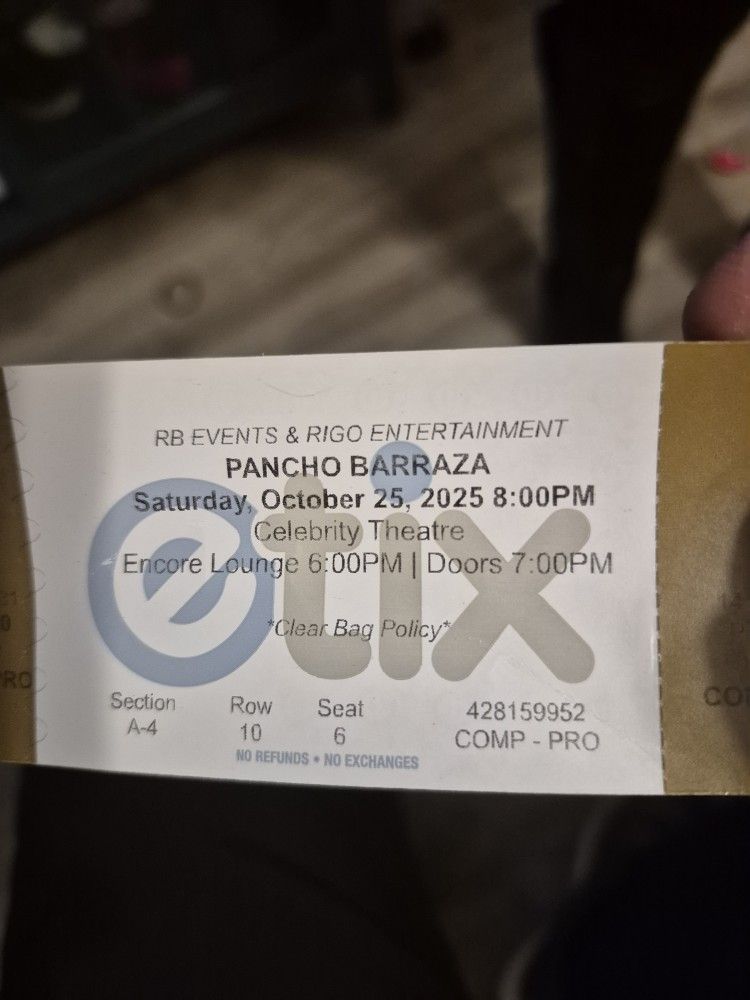 RB EVENTS & RIGO ENTERTAINMENT
PANCHO BARRAZA
Saturday, October 25, 2025 8:00PM
Celebrity Theatre
Encore Lounge 6:00PM | Doors 7:00PM
etix
*Clear Bag Policy*
Section Row Seat 428159952
A-4 10 6 COMP - PRO
NO REFUNDS • NO EXCHANGES